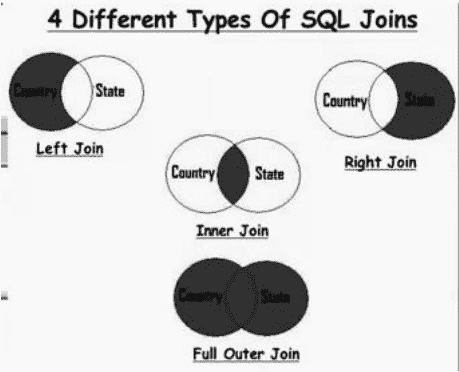 4 Different Types Of SQL Joins
Country State
Left Join
Country State
Right Join
Country State
Inner Join
Country State
Full Outer Join